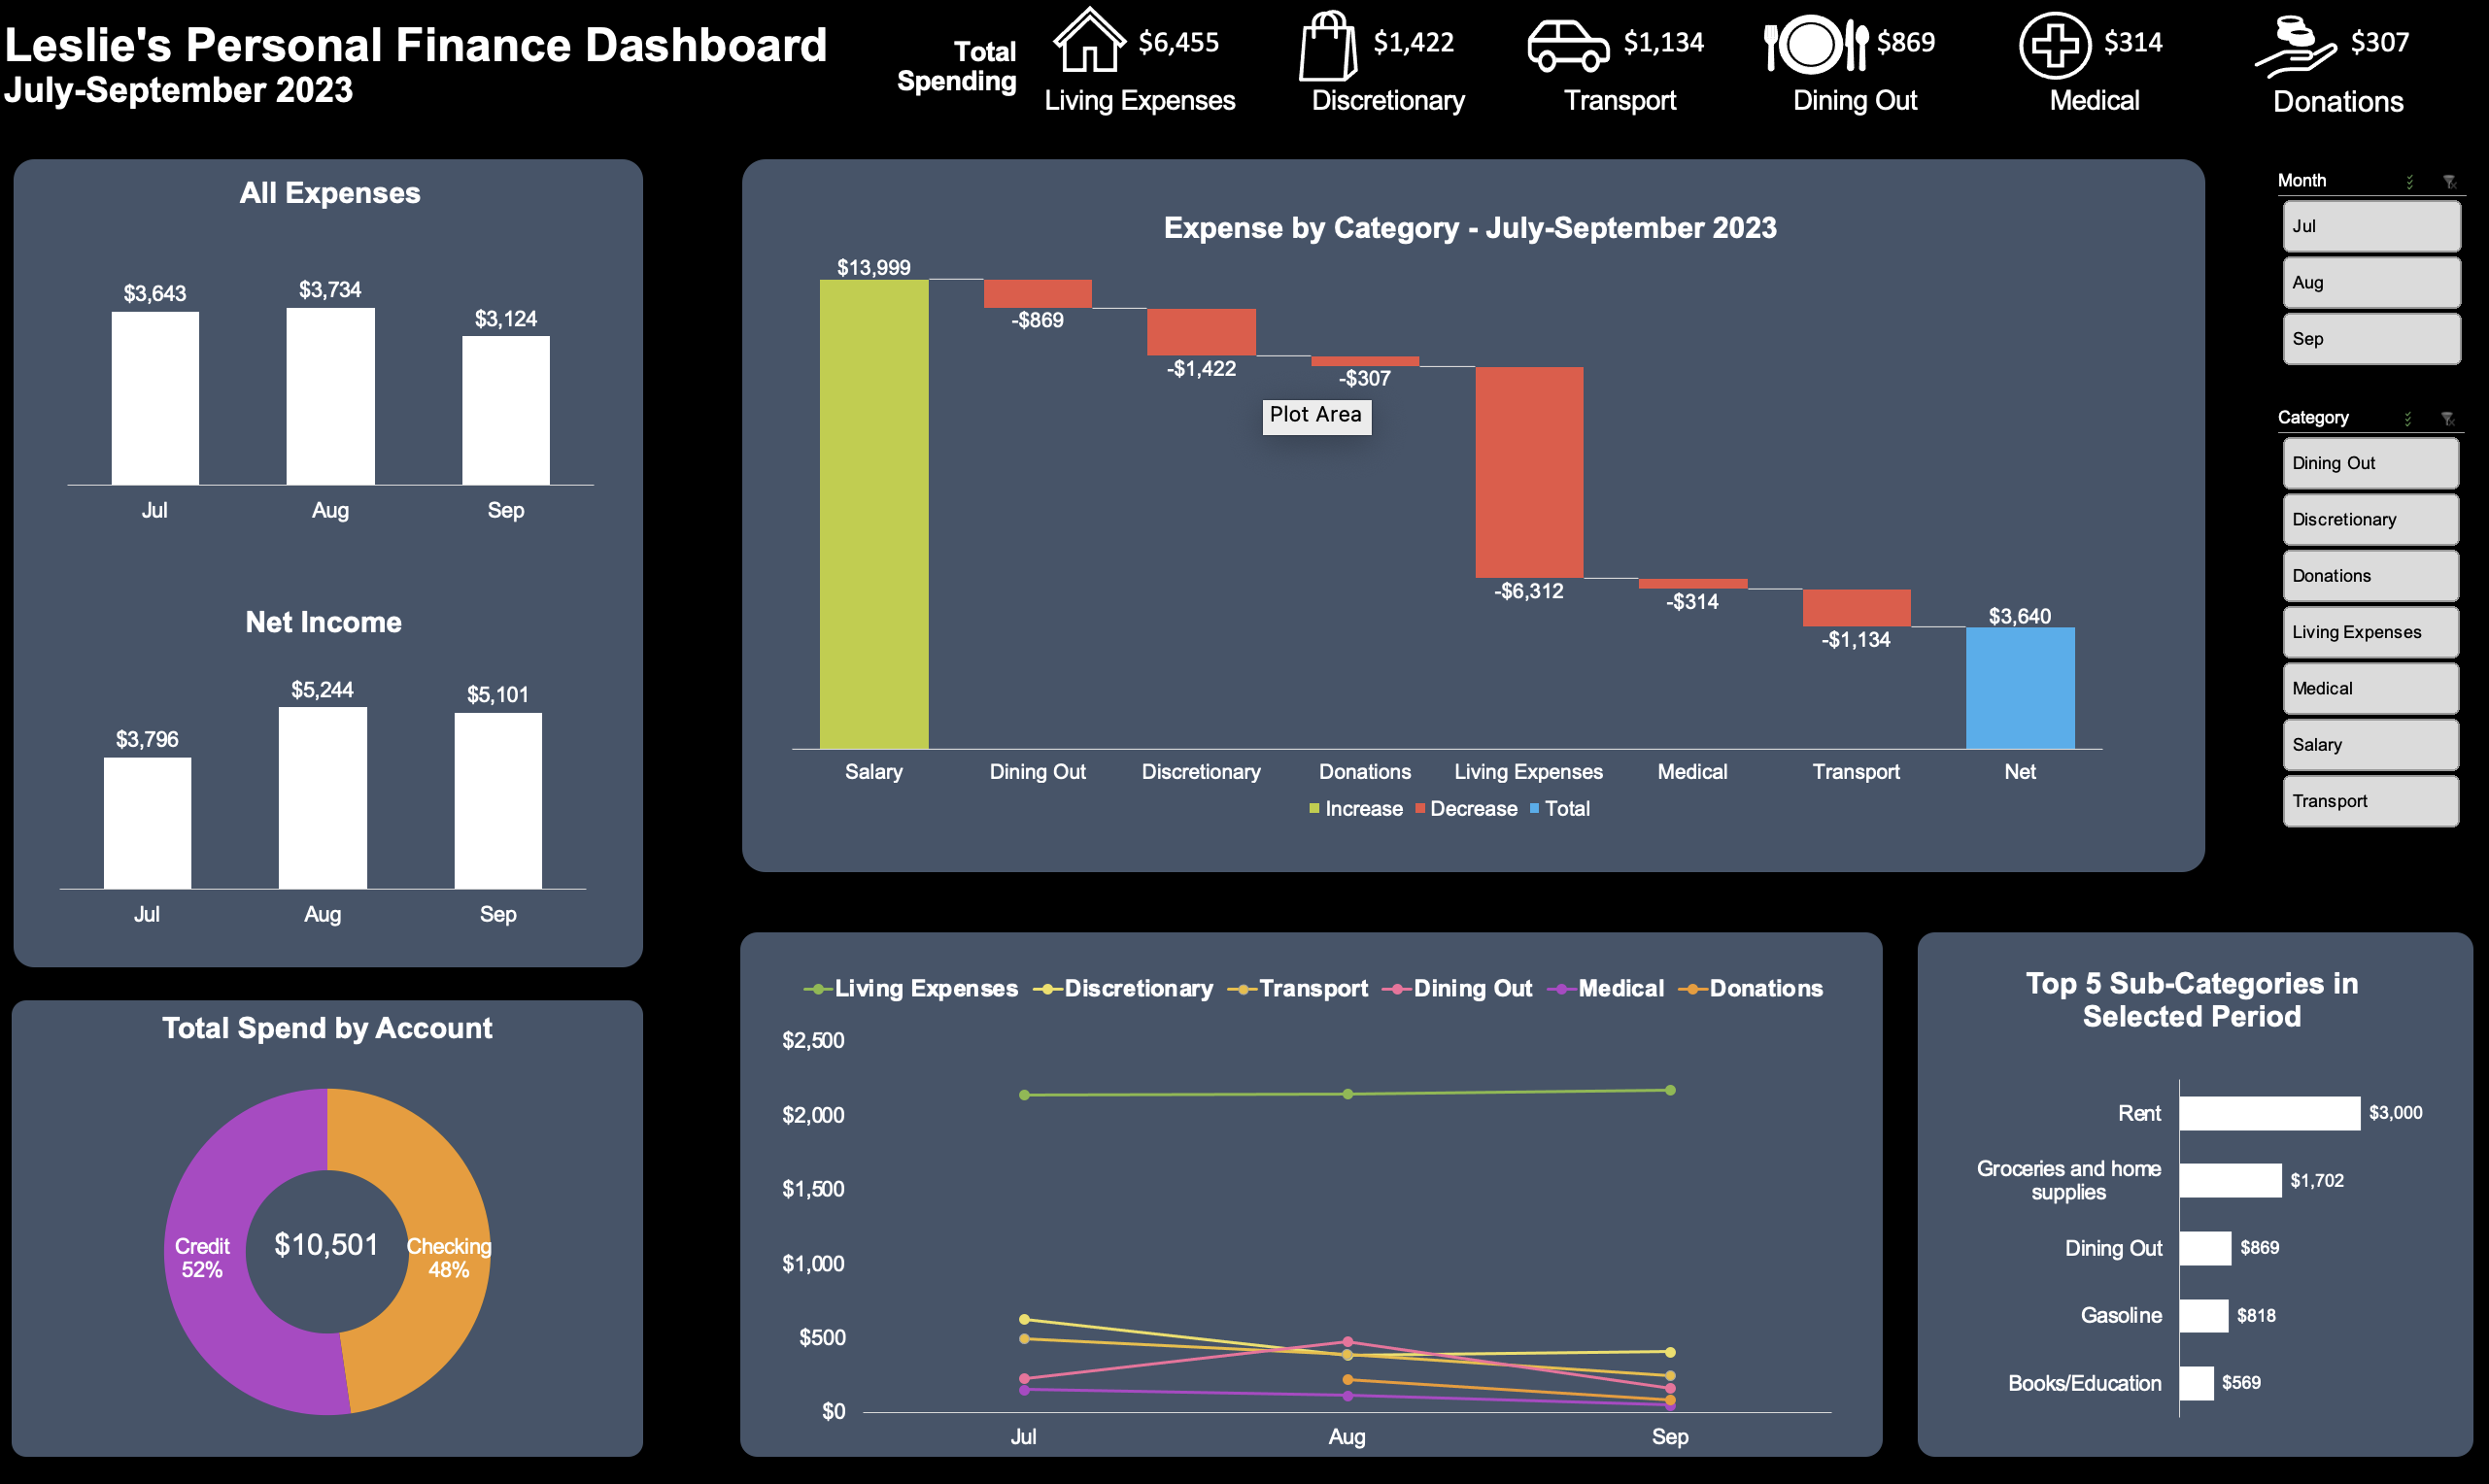 Leslie's Personal Finance Dashboard
July-September 2023
Total
Spending
$6,455
Living Expenses
$1,422
Discretionary
$1,134
Transport
$869
Dining Out
$314
Medical
$307
Donations
All Expenses
$3,643
$3,734
$3,124
Jul
Aug
Sep
Net Income
$3,796
$5,244
$5,101
Jul
Aug
Sep
Expense by Category - July-September 2023
$13,999
-$869
-$1,422
-$307
Plot Area
-$6,312
-$314
-$1,134
$3,640
Salary
Dining Out
Discretionary
Donations
Living Expenses
Medical
Transport
Net
Increase
Decrease
Total
Month
Jul
Aug
Sep
Category
Dining Out
Discretionary
Donations
Living Expenses
Medical
Salary
Transport
Total Spend by Account
Credit
52%
$10,501
Checking
48%
Living Expenses
Discretionary
Transport
Dining Out
Medical
Donations
$2,500
$2,000
$1,500
$1,000
$500
$0
Jul
Aug
Sep
Top 5 Sub-Categories in
Selected Period
Rent
$3,000
Groceries and home
supplies
$1,702
Dining Out
$869
Gasoline
$818
Books/Education
$569